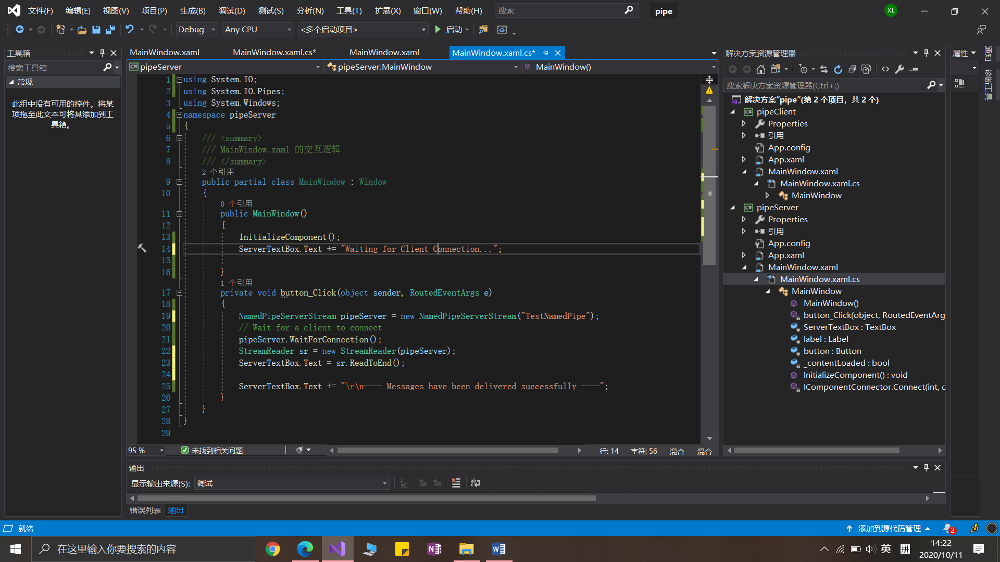 文件(F) 编辑(E) 视图(V) 项目(P) 生成(B) 调试(D) 测试(S) 分析(N) 工具(T) 扩展(X) 窗口(W) 帮助(H) 搜索 pipe XL
Debug Any CPU <多个启动项目> 启动
工具箱
搜索工具箱
常规
此组中没有可用的控件。将某
项拖至此文本可将其添加到工
具箱。
MainWindow.xaml MainWindow.xaml.cs* MainWindow.xaml MainWindow.xaml.cs*
pipeServer pipeServer.MainWindow MainWindow()
1 using System.IO;
2 using System.IO.Pipes;
3 using System.Windows;
4 namespace pipeServer
5 {
6 /// <summary>
7 /// MainWindow.xaml 的交互逻辑
8 /// </summary>
2 个引用
9 public partial class MainWindow : Window
10 {
0 个引用
11 public MainWindow()
12 {
13 InitializeComponent();
14 ServerTextBox.Text += "Waiting for Client Connection...";
15
16 }
1 个引用
17 private void button_Click(object sender, RoutedEventArgs e)
18 {
19 NamedPipeServerStream pipeServer = new NamedPipeServerStream("TestNamedPipe");
20 // Wait for a client to connect
21 pipeServer.WaitForConnection();
22 StreamReader sr = new StreamReader(pipeServer);
23 ServerTextBox.Text = sr.ReadToEnd();
24
25 ServerTextBox.Text += "\r\n---- Messages have been delivered successfully ----";
26 }
27 }
28 }
29
95 % 未找到相关问题 行: 14 字符: 56 混合 混合
输出
显示输出来源(S): 调试
错误列表 输出
解决方案资源管理器
搜索解决方案资源管理器(Ctrl+;)
解决方案"pipe"(第 2 个项目，共 2 个)
pipeClient
Properties
引用
App.config
App.xaml
MainWindow.xaml
MainWindow.xaml.cs
MainWindow
pipeServer
Properties
引用
App.config
App.xaml
MainWindow.xaml
MainWindow.xaml.cs
MainWindow
MainWindow()
button_Click(object, RoutedEventArg
ServerTextBox : TextBox
label : Label
button : Button
_contentLoaded : bool
InitializeComponent() : void
IComponentConnector.Connect(int, o
属性
通知
诊断工具
就绪 添加到源代码管理 2
在这里输入你要搜索的内容 英 拼 14:22
2020/10/11